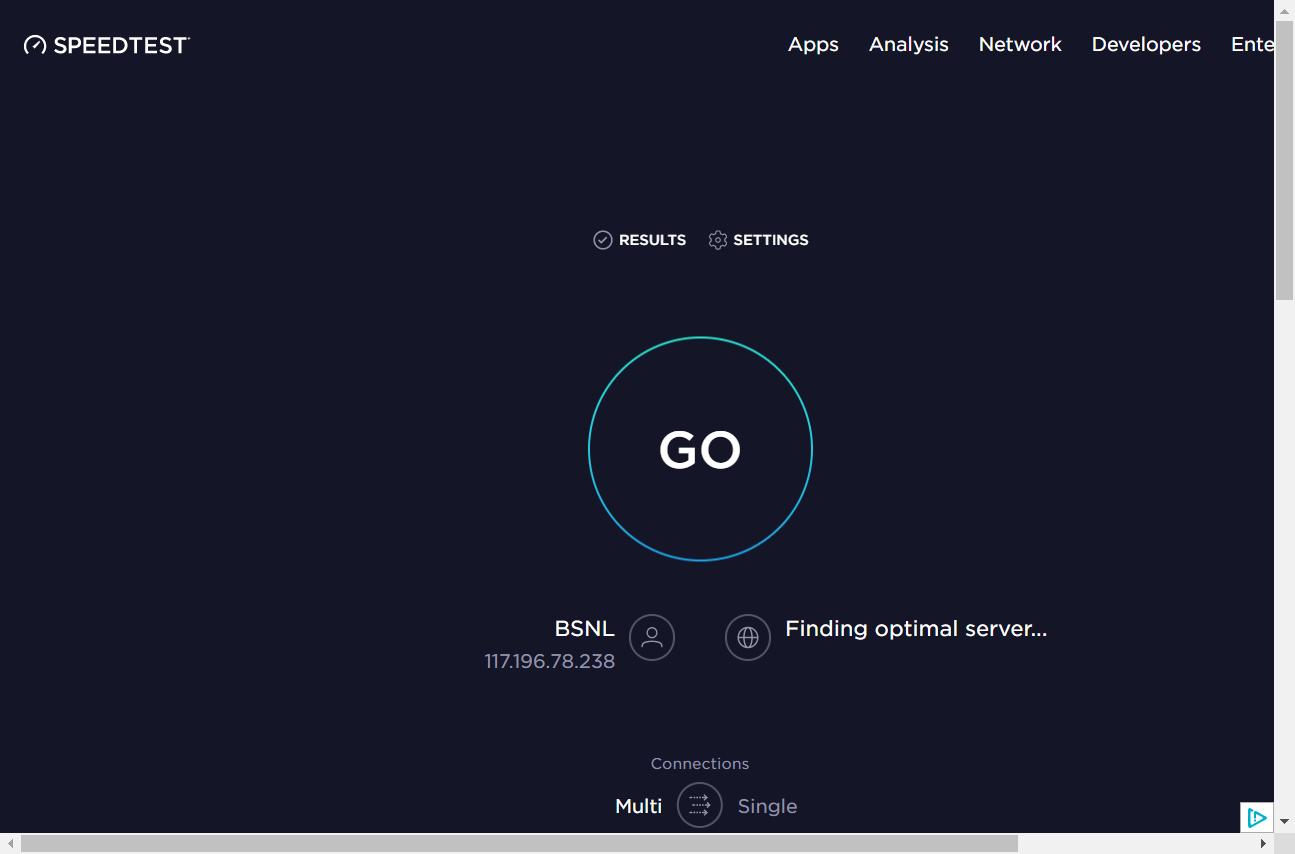 SPEEDTEST
Apps Analysis Network Developers Ente
RESULTS SETTINGS
GO
BSNL
117.196.78.238
Finding optimal server...
Connections
Multi Single